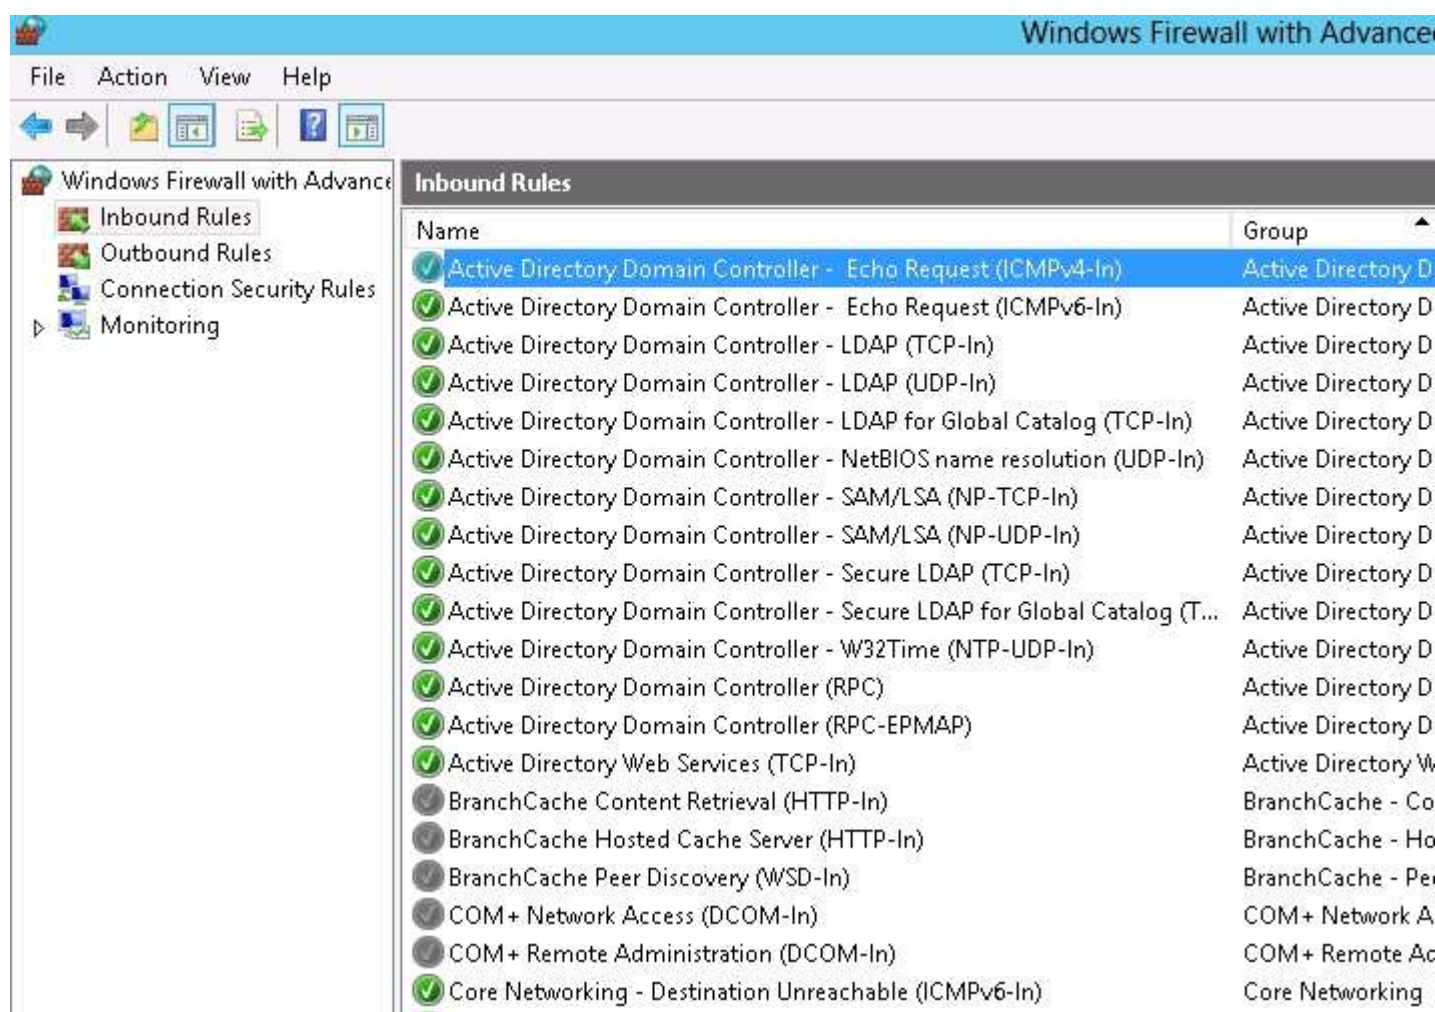 Windows Firewall with Advanced
File Action View Help
Windows Firewall with Advance
Inbound Rules
Outbound Rules
Connection Security Rules
Monitoring
Inbound Rules
Name Group
Active Directory Domain Controller - Echo Request (ICMPv4-In) Active Directory D
Active Directory Domain Controller - Echo Request (ICMPv6-In) Active Directory D
Active Directory Domain Controller - LDAP (TCP-In) Active Directory D
Active Directory Domain Controller - LDAP (UDP-In) Active Directory D
Active Directory Domain Controller - LDAP for Global Catalog (TCP-In) Active Directory D
Active Directory Domain Controller - NetBIOS name resolution (UDP-In) Active Directory D
Active Directory Domain Controller - SAM/LSA (NP-TCP-In) Active Directory D
Active Directory Domain Controller - SAM/LSA (NP-UDP-In) Active Directory D
Active Directory Domain Controller - Secure LDAP (TCP-In) Active Directory D
Active Directory Domain Controller - Secure LDAP for Global Catalog (T... Active Directory D
Active Directory Domain Controller - W32Time (NTP-UDP-In) Active Directory D
Active Directory Domain Controller (RPC) Active Directory D
Active Directory Domain Controller (RPC-EPMAP) Active Directory D
Active Directory Web Services (TCP-In) Active Directory W
BranchCache Content Retrieval (HTTP-In) BranchCache - Co
BranchCache Hosted Cache Server (HTTP-In) BranchCache - Ho
BranchCache Peer Discovery (WSD-In) BranchCache - Pee
COM+ Network Access (DCOM-In) COM+ Network A
COM+ Remote Administration (DCOM-In) COM+ Remote Ad
Core Networking - Destination Unreachable (ICMPv6-In) Core Networking